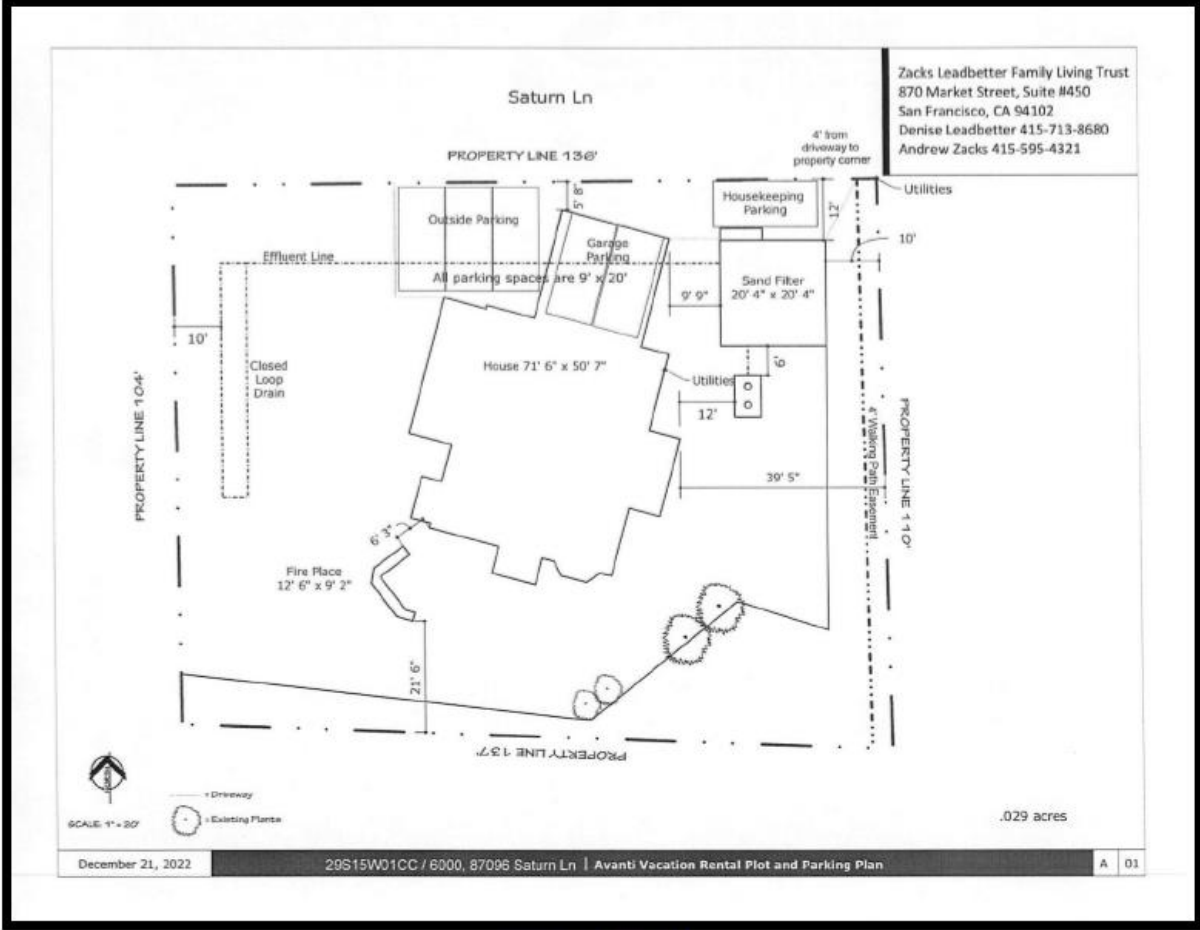 Zacks Leadbetter Family Living Trust
870 Market Street, Suite #450
San Francisco, CA 94102
Denise Leadbetter 415-713-8680
Andrew Zacks 415-595-4321
Saturn Ln
4' from
driveway to
property corner
PROPERTY LINE 136'
Utilities
5' 8"
Housekeeping
Parking
12'
Outside Parking
Garage
Parking
10'
Effluent Line
All parking spaces are 9' x 20'
Sand Filter
20' 4" x 20' 4"
9' 9"
10'
House 71' 6" x 50' 7"
6'
Closed
Loop
Drain
Utilities
12'
PROPERTY LINE 104'
4' Walking Path Easement
PROPERTY LINE 110'
39' 5"
6' 3"
Fire Place
12' 6" x 9' 2"
21' 6"
PROPERTY LINE 137'
= Driveway
SCALE: 1" = 20'
= Existing Plants
.029 acres
December 21, 2022
29S15W01CC / 6000, 87096 Saturn Ln | Avanti Vacation Rental Plot and Parking Plan
A 01